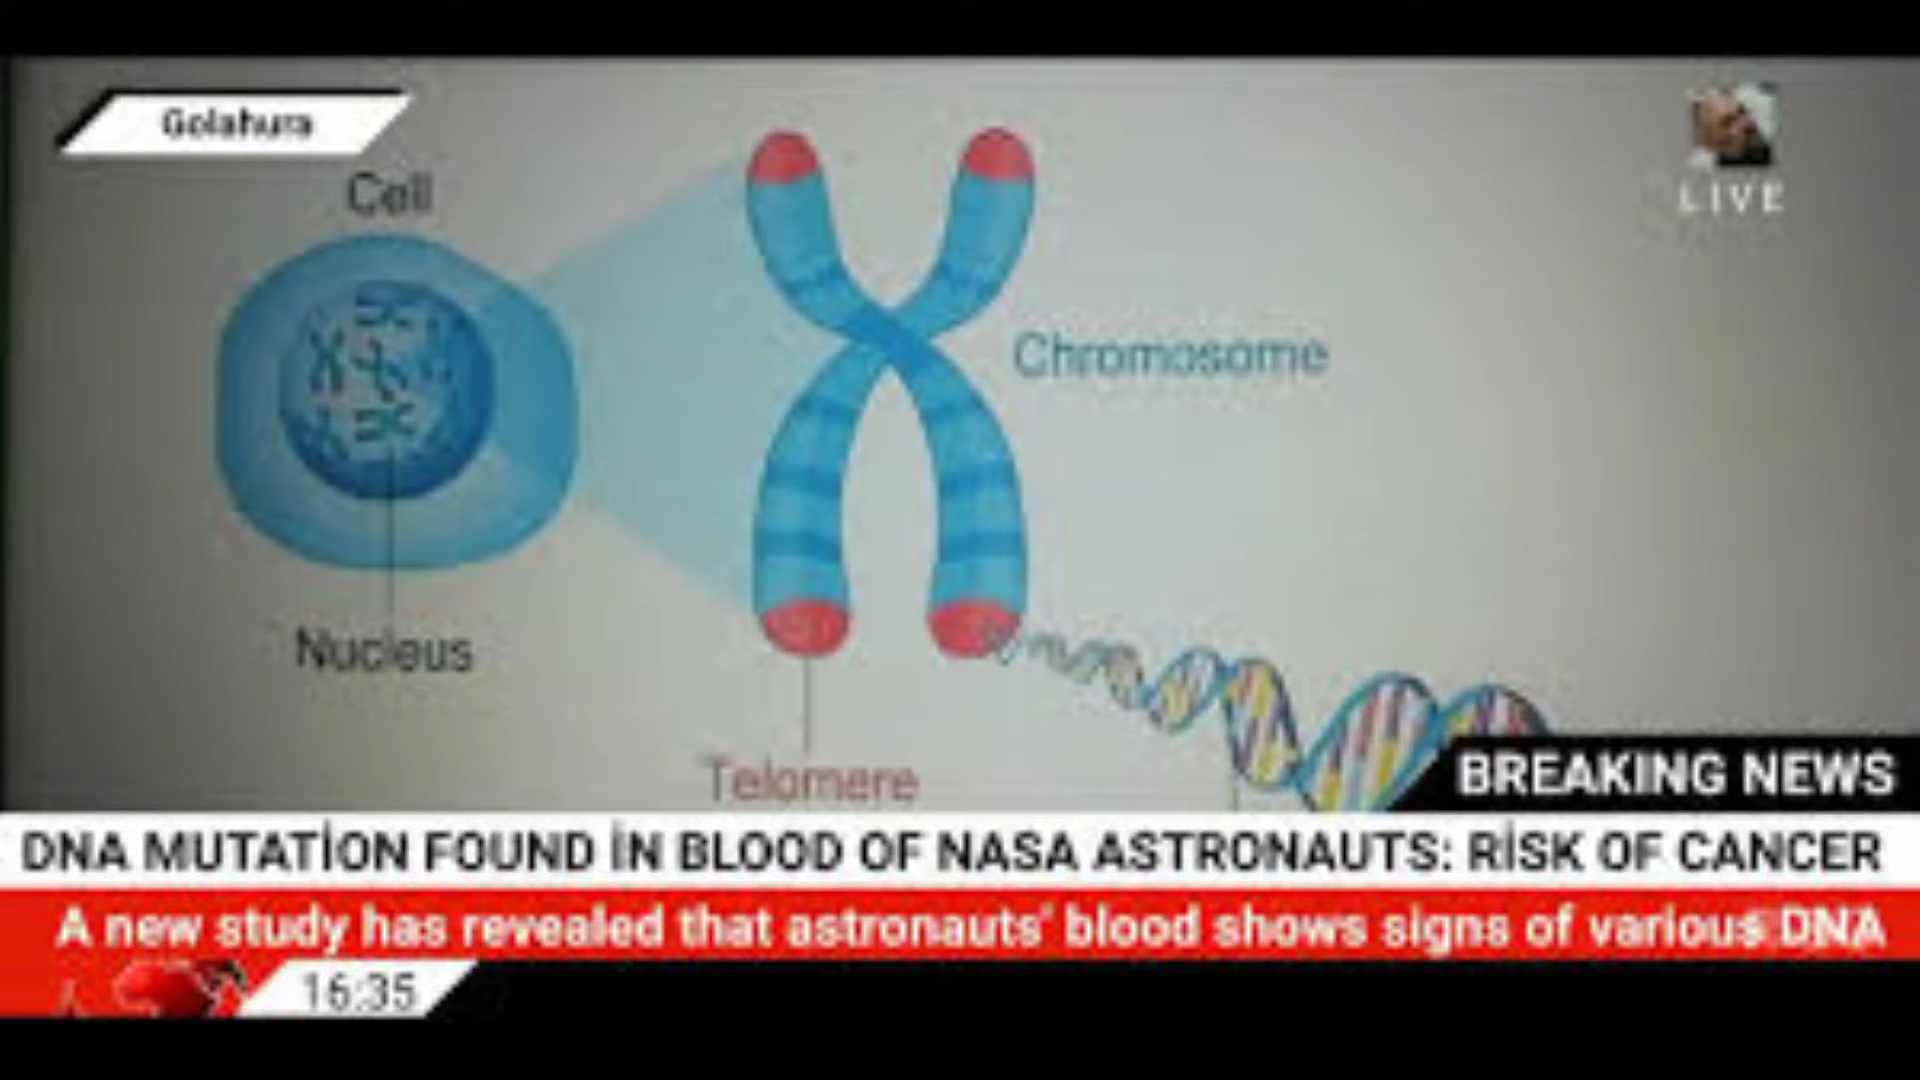 Golahura
LIVE
Cell
Chromosome
Nucleus
Telomere
BREAKING NEWS
DNA MUTATİON FOUND İN BLOOD OF NASA ASTRONAUTS: RİSK OF CANCER
A new study has revealed that astronauts' blood shows signs of various DNA
16:35